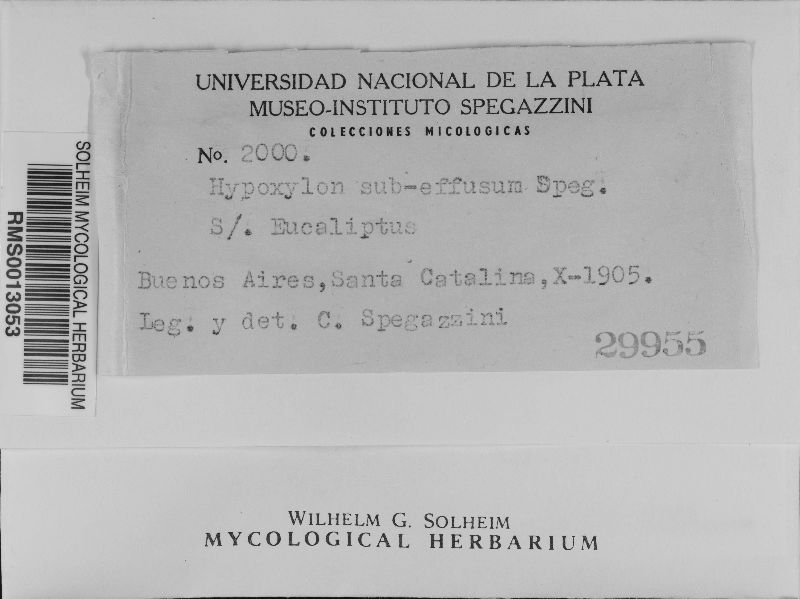 UNIVERSIDAD NACIONAL DE LA PLATA
MUSEO-INSTITUTO SPEGAZZINI
COLECCIONES MICOLOGICAS
No. 2000.
Hypoxylon sub-effusum Speg.
S/. Eucaliptus
Buenos Aires,Santa Catalina,X-1905.
Leg. y det. C. Spegazzini
29955
SOLHEIM MYCOLOGICAL HERBARIUM
RMS0013053
WILHELM G. SOLHEIM
MYCOLOGICAL HERBARIUM